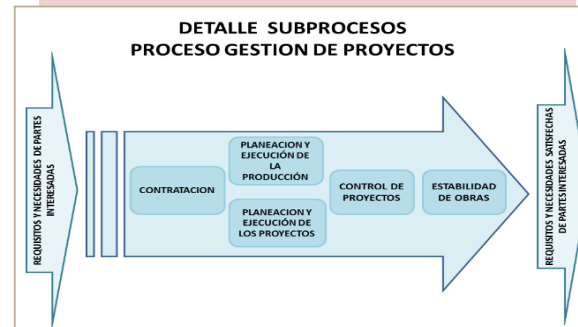 DETALLE SUBPROCESOS
PROCESO GESTION DE PROYECTOS
REQUISITOS Y NECESIDADES DE PARTES
INTERESADAS
CONTRATACION
PLANEACION Y
EJECUCIÓN DE
LA
PRODUCCIÓN
PLANEACION Y
EJECUCIÓN DE
LOS PROYECTOS
CONTROL DE
PROYECTOS
ESTABILIDAD
DE OBRAS
REQUISITOS Y NECESIDADES SATISFECHAS
DE PARTES INTERESADAS